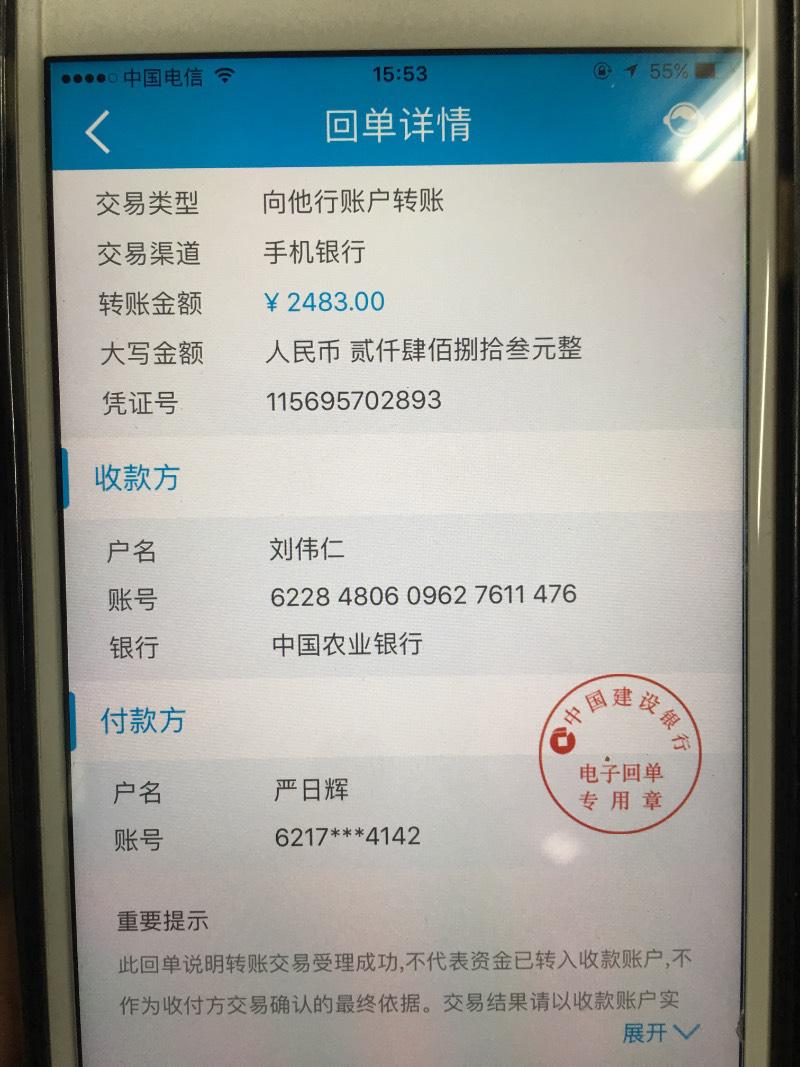 中国电信 15:53 55%
回单详情
交易类型 向他行账户转账
交易渠道 手机银行
转账金额 ¥ 2483.00
大写金额 人民币 贰仟肆佰捌拾叁元整
凭证号 115695702893
收款方
户名 刘伟仁
账号 6228 4806 0962 7611 476
银行 中国农业银行
付款方
中国建设银行
电子回单
专用章
户名 严日辉
账号 6217***4142
重要提示
此回单说明转账交易受理成功,不代表资金已转入收款账户,不
作为收付方交易确认的最终依据。交易结果请以收款账户实
展开